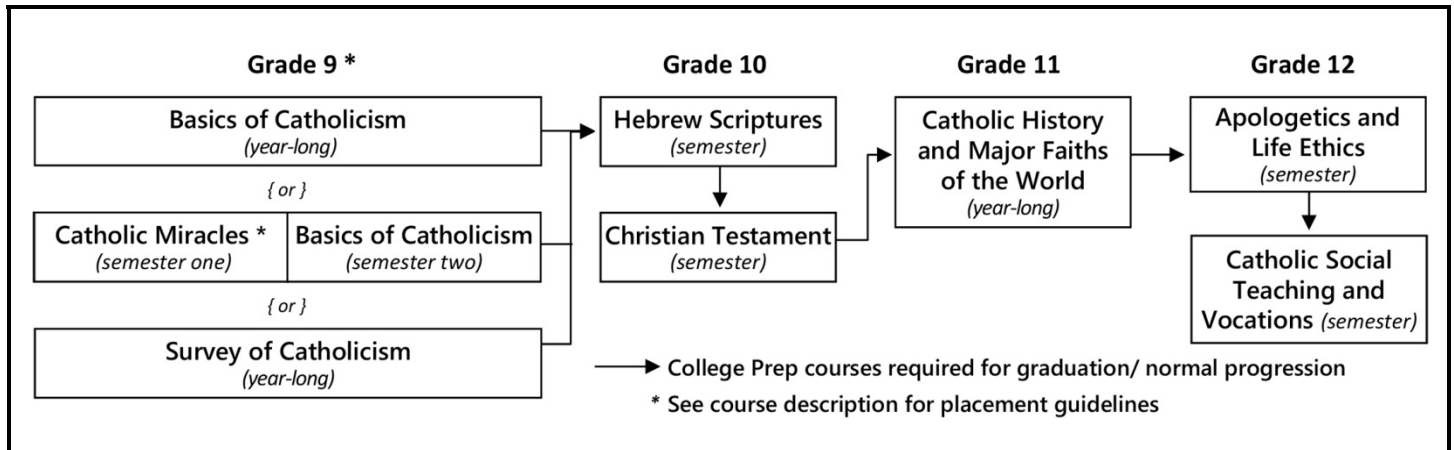 Grade 9 *
Basics of Catholicism
(year-long)
{ or }
Catholic Miracles *
(semester one)
Basics of Catholicism
(semester two)
{ or }
Survey of Catholicism
(year-long)
Grade 10
Hebrew Scriptures
(semester)
Christian Testament
(semester)
Grade 11
Catholic History
and Major Faiths
of the World
(year-long)
Grade 12
Apologetics and
Life Ethics
(semester)
Catholic Social
Teaching and
Vocations (semester)
College Prep courses required for graduation/ normal progression
* See course description for placement guidelines